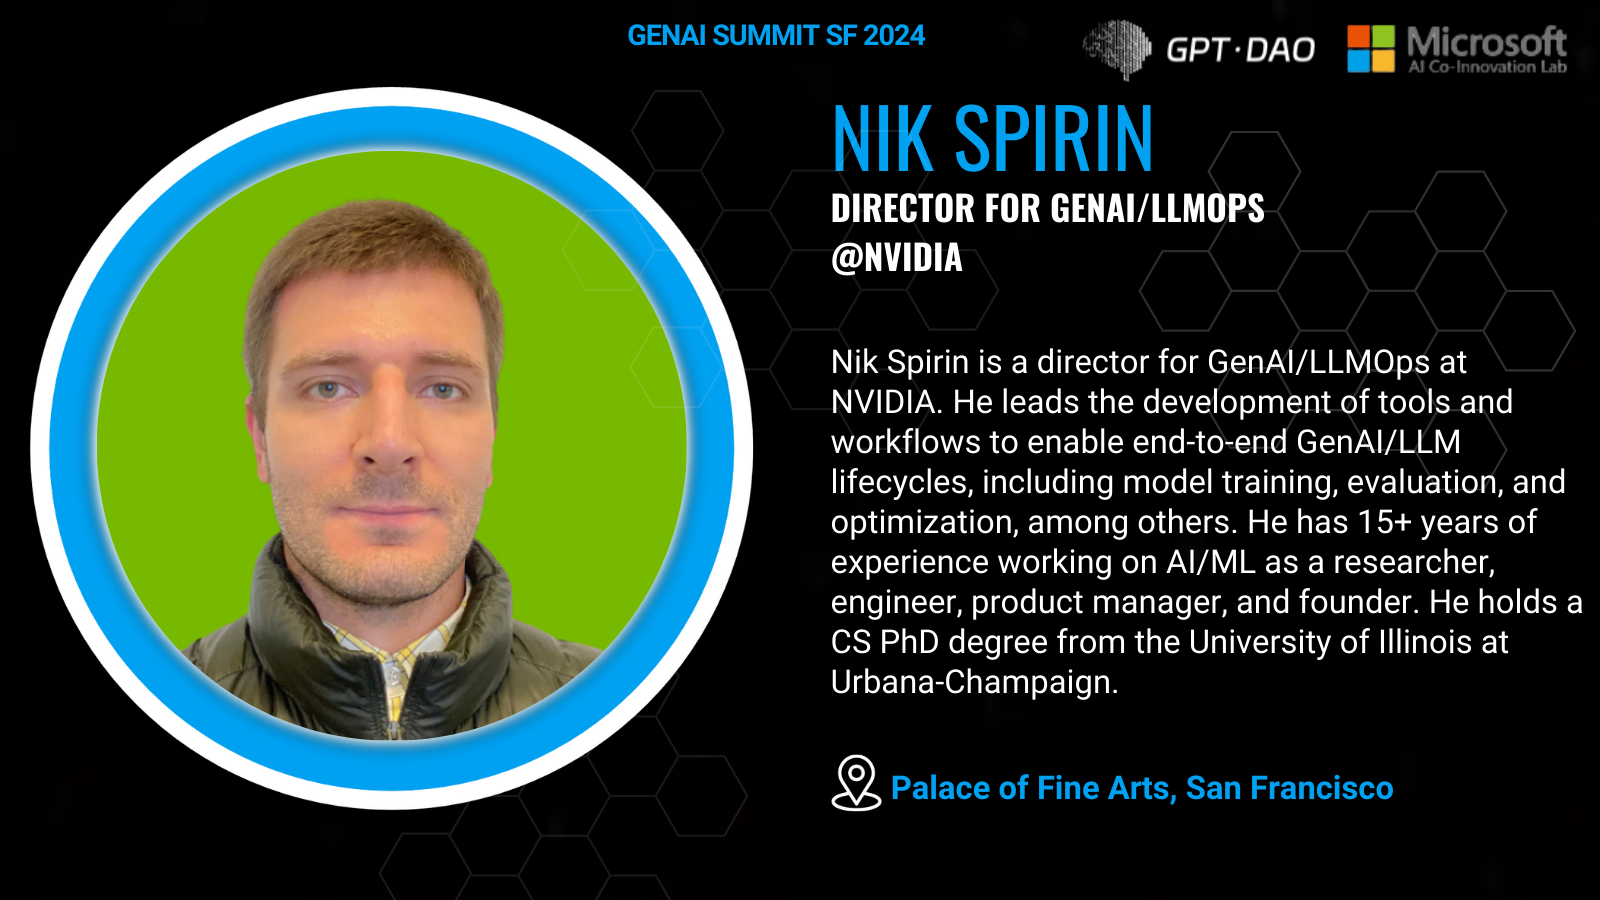 GENAI SUMMIT SF 2024
GPT·DAO
Microsoft
AI Co-Innovation Lab
NIK SPIRIN
DIRECTOR FOR GENAI/LLMOPS
@NVIDIA
Nik Spirin is a director for GenAI/LLMOps at
NVIDIA. He leads the development of tools and
workflows to enable end-to-end GenAI/LLM
lifecycles, including model training, evaluation, and
optimization, among others. He has 15+ years of
experience working on AI/ML as a researcher,
engineer, product manager, and founder. He holds a
CS PhD degree from the University of Illinois at
Urbana-Champaign.
Palace of Fine Arts, San Francisco